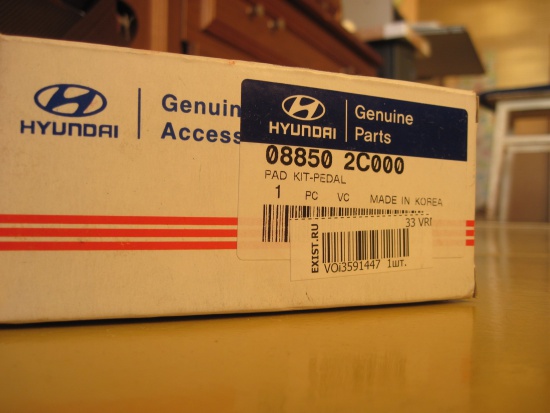 HYUNDAI
Genuin
Access
HYUNDAI
Genuine
Parts
08850 2C000
PAD KIT-PEDAL
1 PC VC MADE IN KOREA
33 VRI
EXIST.RU
VOi3591447 1шт.